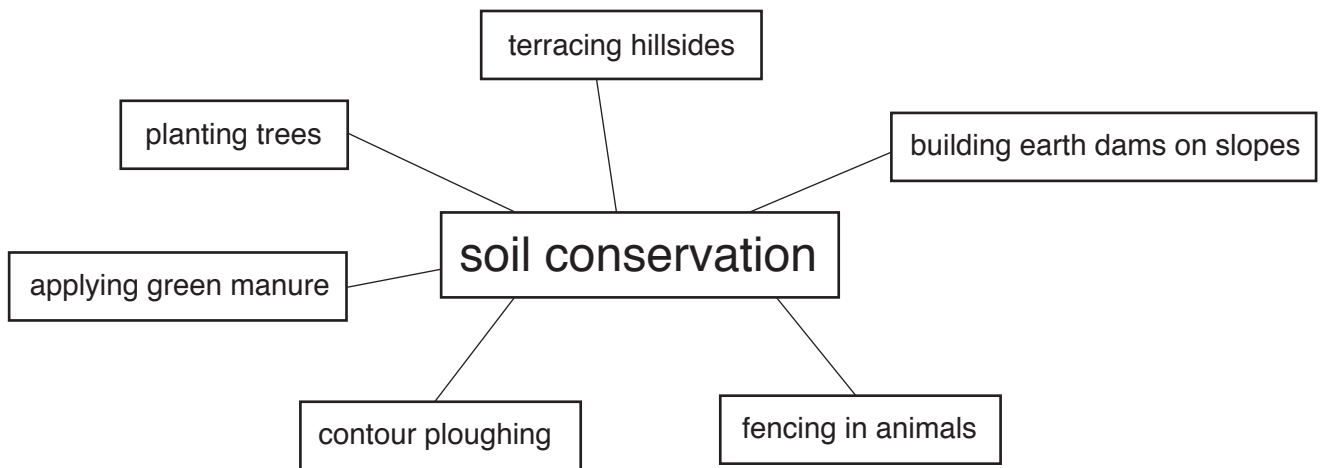 terracing hillsides
planting trees
building earth dams on slopes
soil conservation
applying green manure
contour ploughing
fencing in animals